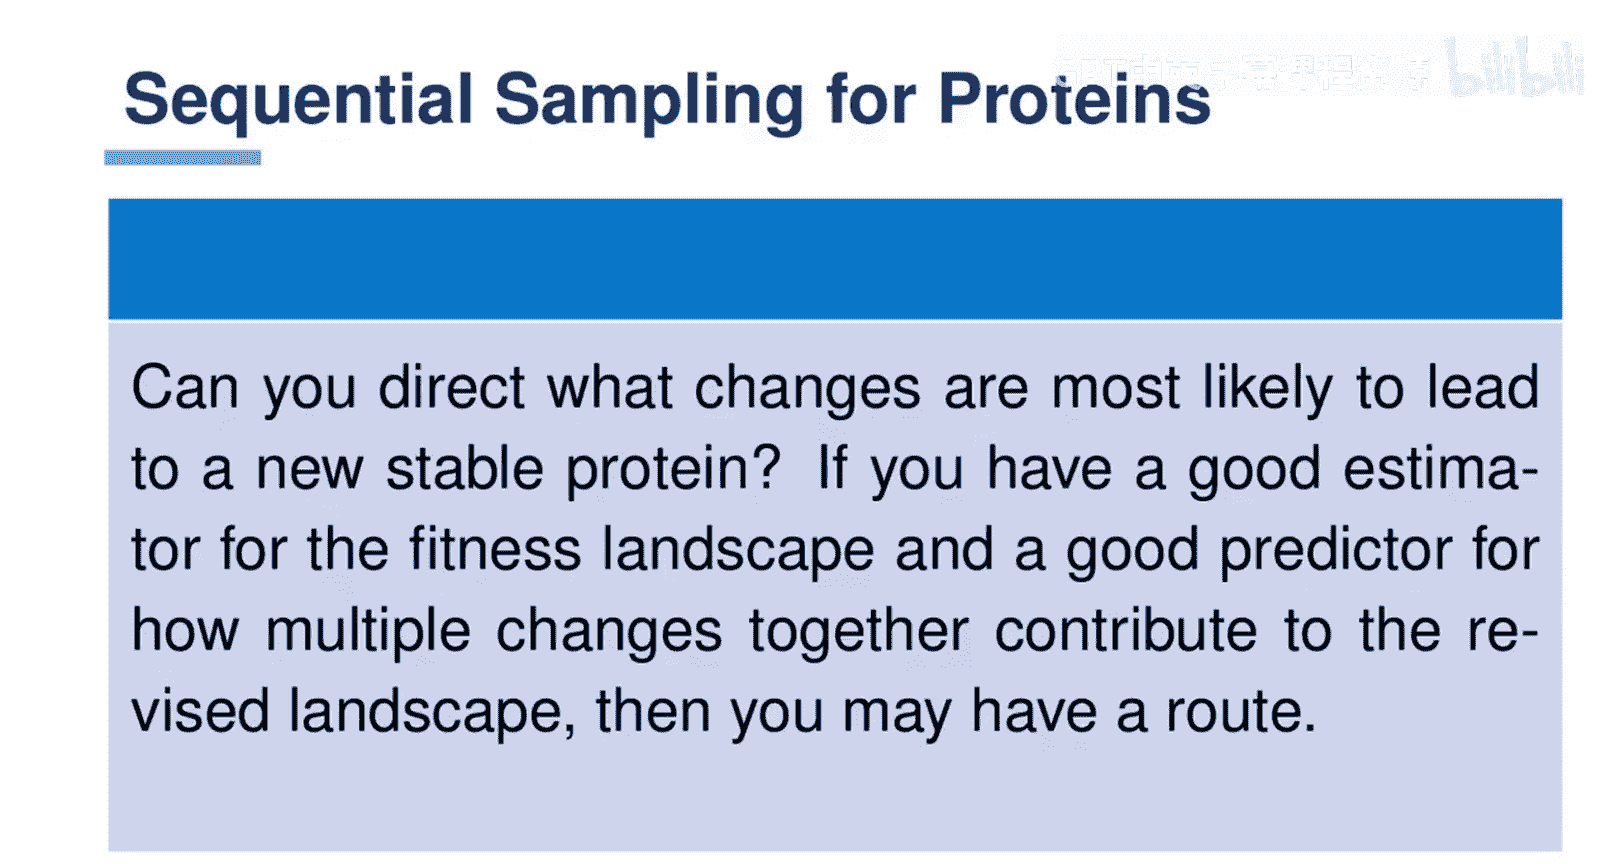 Sequential Sampling for Proteins
bilibili
Can you direct what changes are most likely to lead
to a new stable protein? If you have a good estima-
tor for the fitness landscape and a good predictor for
how multiple changes together contribute to the re-
vised landscape, then you may have a route.